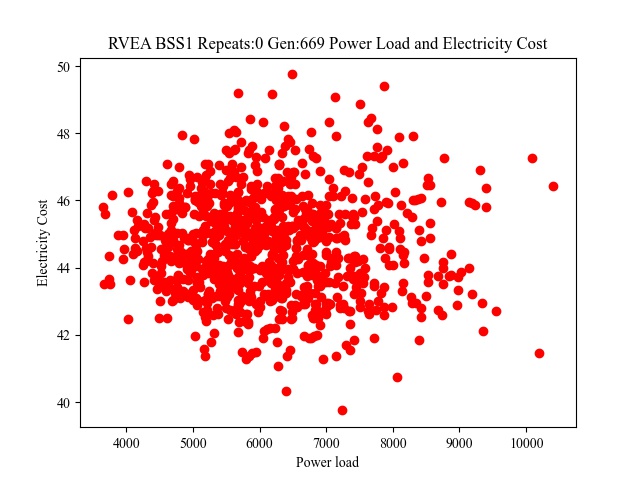 RVEA BSS1 Repeats:0 Gen:669 Power Load and Electricity Cost
50
48
46
44
42
40
Electricity Cost
4000 5000 6000 7000 8000 9000 10000
Power load